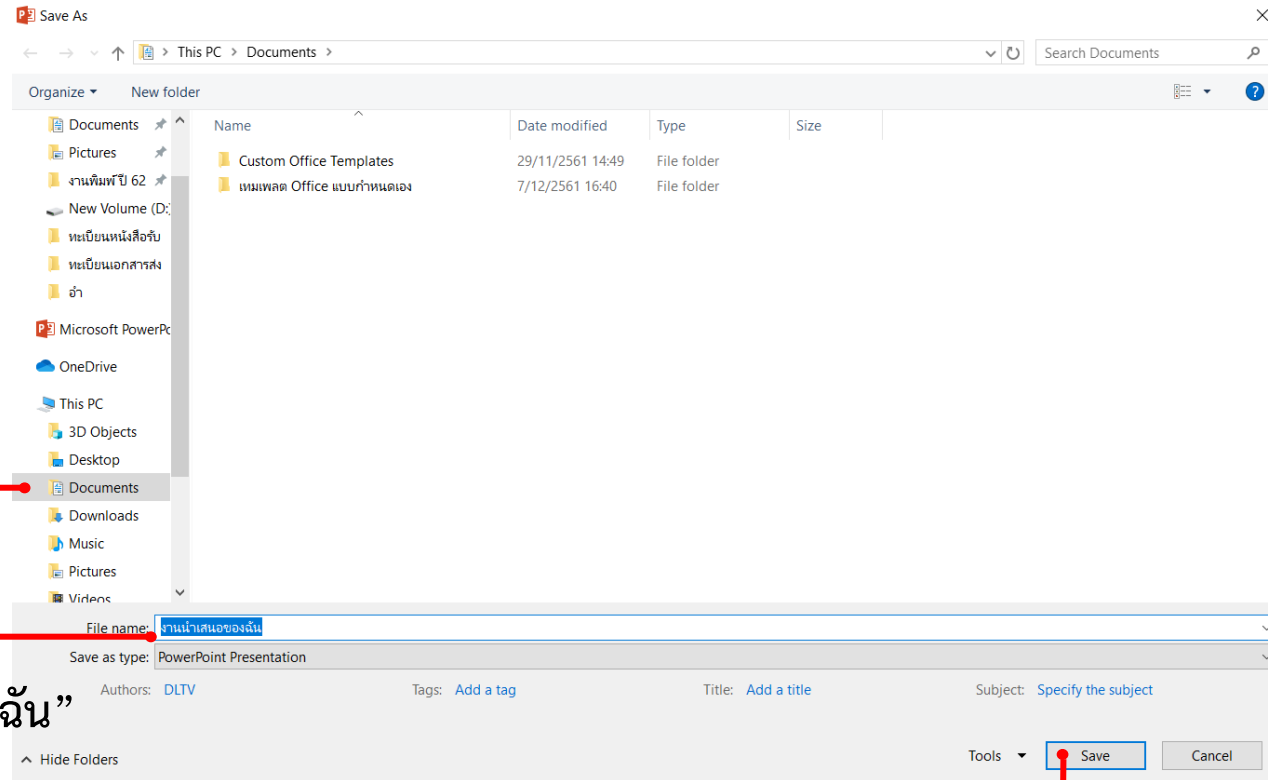 Save As
This PC > Documents >
Search Documents
Organize
New folder
Name
Date modified
Type
Size
Documents
Pictures
งานพิมพ์ ปี 62
New Volume (D:)
ทะเบียนหนังสือรับ
ทะเบียนเอกสารส่ง
อำ
Microsoft PowerPo
OneDrive
This PC
3D Objects
Desktop
Documents
Downloads
Music
Pictures
Videos
Custom Office Templates 29/11/2561 14:49 File folder
เทมเพลต Office แบบกำหนดเอง 7/12/2561 16:40 File folder
File name: งานนำเสนอของฉัน
Save as type: PowerPoint Presentation
Authors: DLTV Tags: Add a tag Title: Add a title Subject: Specify the subject
ฉัน”
Hide Folders
Tools Save Cancel